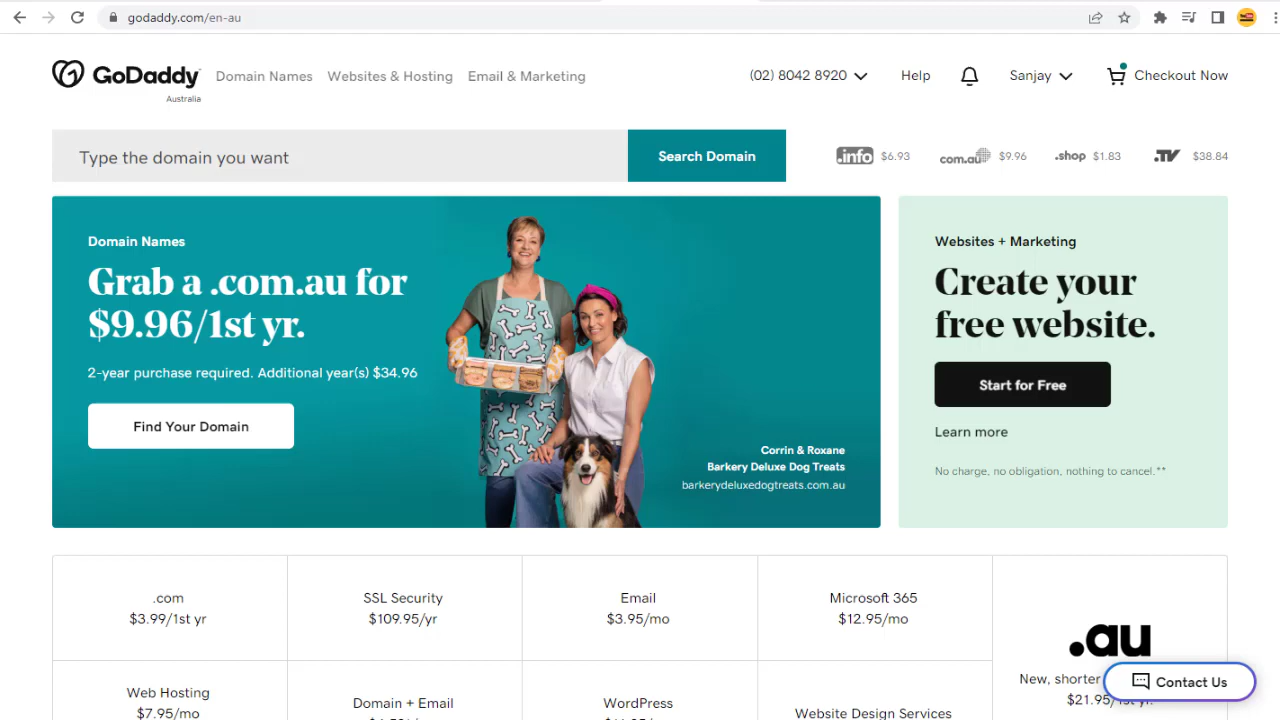 godaddy.com/en-au
GoDaddy
Australia
Domain Names
Websites & Hosting
Email & Marketing
(02) 8042 8920
Help
Sanjay
Checkout Now
Type the domain you want
Search Domain
.info $6.93
com.au $9.96
.shop $1.83
.TV $38.84
Domain Names
Grab a .com.au for
$9.96/1st yr.
2-year purchase required. Additional year(s) $34.96
Find Your Domain
Corrin & Roxane
Barkery Deluxe Dog Treats
barkerydeluxedogtreats.com.au
Websites + Marketing
Create your
free website.
Start for Free
Learn more
No charge, no obligation, nothing to cancel.**
.com
$3.99/1st yr
SSL Security
$109.95/yr
Email
$3.95/mo
Microsoft 365
$12.95/mo
.au
New, shorter
$21.95/1st yr.
Contact Us
Web Hosting
$7.95/mo
Domain + Email
WordPress
Website Design Services